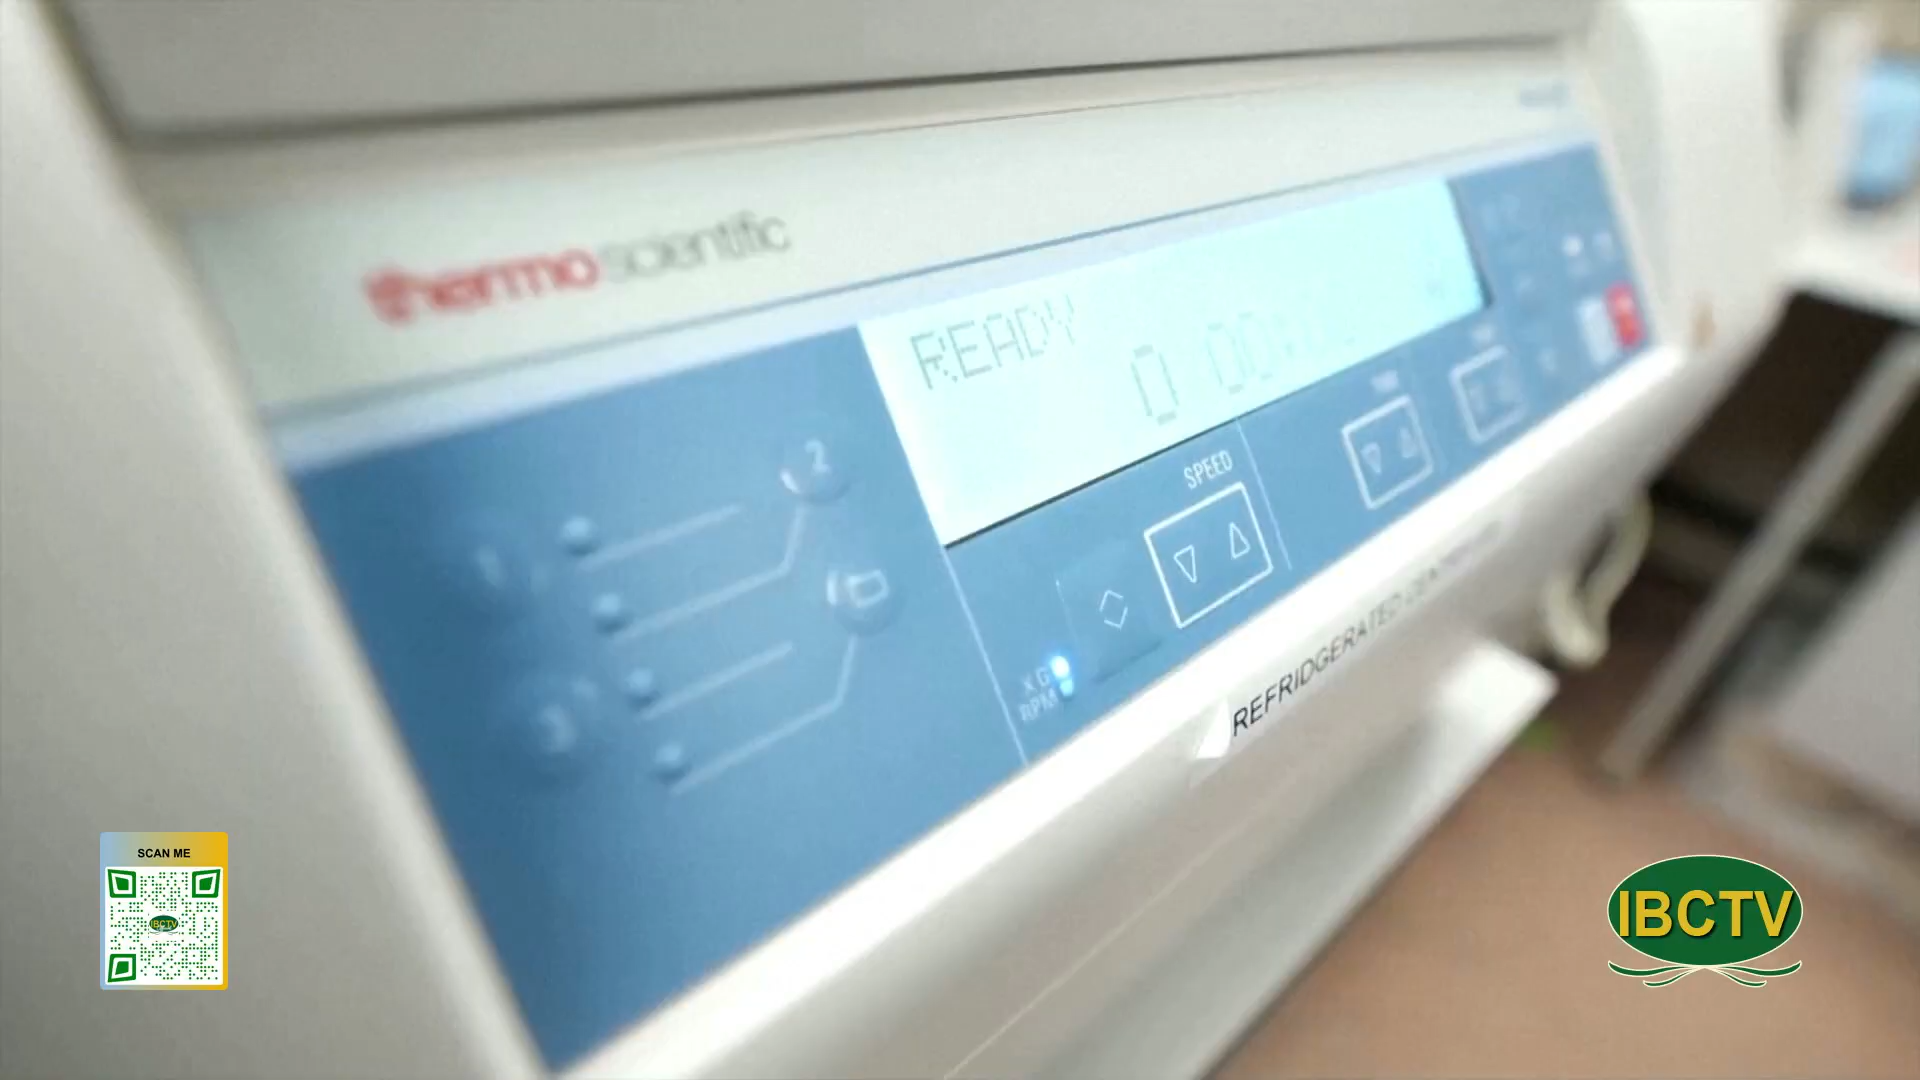 thermo scientific
READY
SPEED
X G
RPM
REFRIDGERATED
1
2
3
SCAN ME
IBCTV
IBCTV